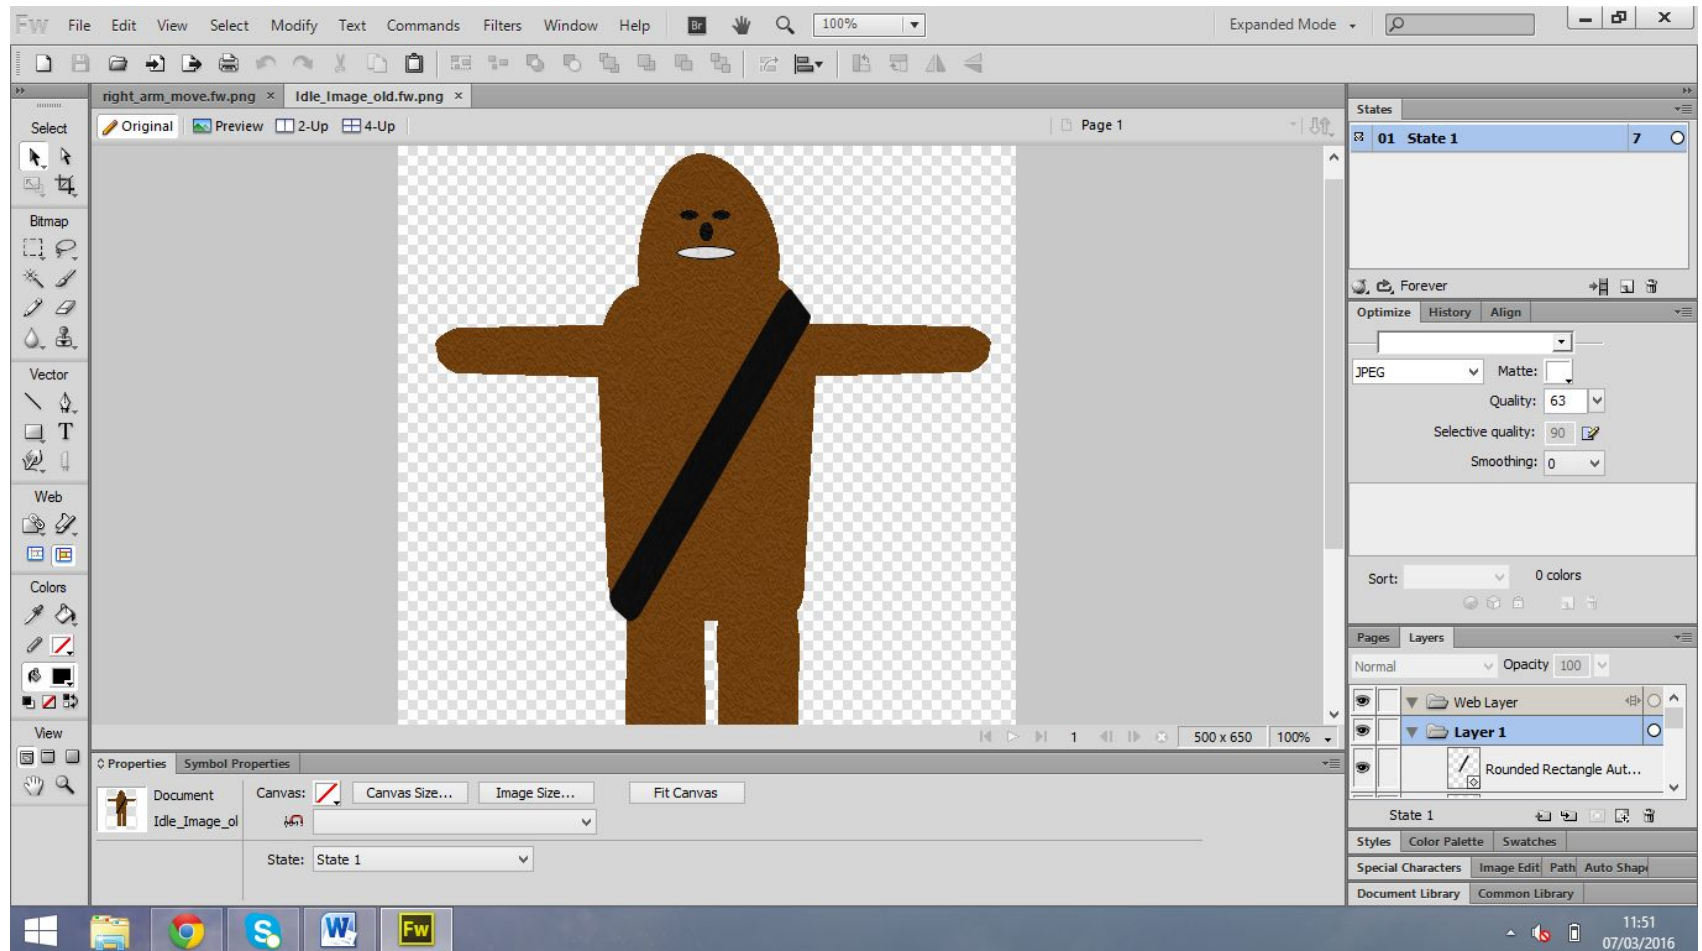 Fw File Edit View Select Modify Text Commands Filters Window Help Br 100% Expanded Mode
right_arm_move.fw.png × Idle_Image_old.fw.png ×
Original Preview 2-Up 4-Up Page 1
Select
Bitmap
Vector
T
Web
Colors
View
States
01 State 1 7
Forever
Optimize History Align
JPEG Matte:
Quality: 63
Selective quality: 90
Smoothing: 0
Sort: 0 colors
Pages Layers
Normal Opacity 100
Web Layer
Layer 1
Rounded Rectangle Aut...
State 1
Styles Color Palette Swatches
Special Characters Image Edit Path Auto Shap
Document Library Common Library
1 500 x 650 100%
Properties Symbol Properties
Document Canvas: Canvas Size... Image Size... Fit Canvas
Idle_Image_ol
State: State 1
S W Fw
11:51
07/03/2016